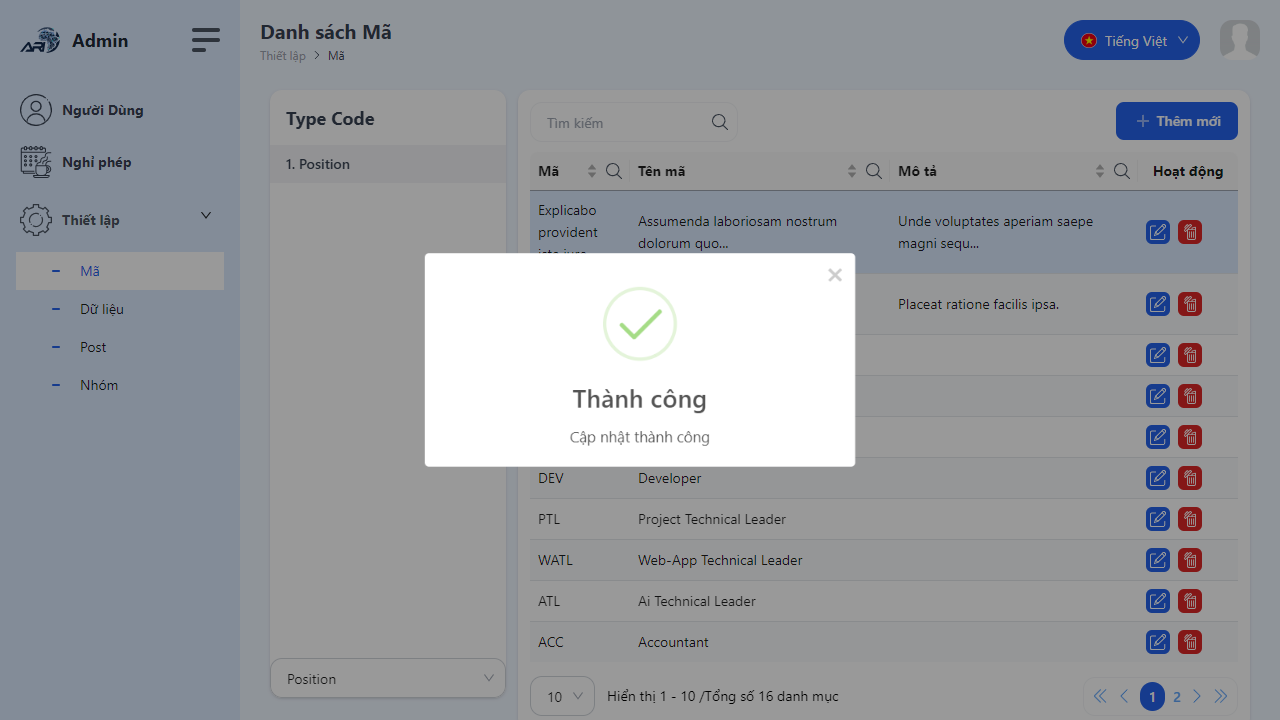 Admin
Người Dùng
Nghỉ phép
Thiết lập
Mã
Dữ liệu
Post
Nhóm
Danh sách Mã
Thiết lập > Mã
Tiếng Việt
Type Code
1. Position
Position
Tìm kiếm
Thêm mới
Mã Tên mã Mô tả Hoạt động
Explicabo
provident
Assumenda laboriosam nostrum
dolorum quo...
Unde voluptates aperiam saepe
magni sequ...
Placeat ratione facilis ipsa.
Thành công
Cập nhật thành công
DEV Developer
PTL Project Technical Leader
WATL Web-App Technical Leader
ATL Ai Technical Leader
ACC Accountant
10 Hiển thị 1 - 10 /Tổng số 16 danh mục
1 2